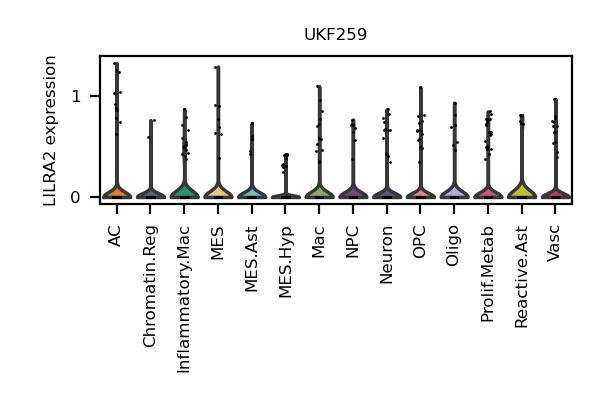 UKF259
LILRA2 expression
1
0
AC
Chromatin.Reg
Inflammatory.Mac
MES
MES.Ast
MES.Hyp
Mac
NPC
Neuron
OPC
Oligo
Prolif.Metab
Reactive.Ast
Vasc